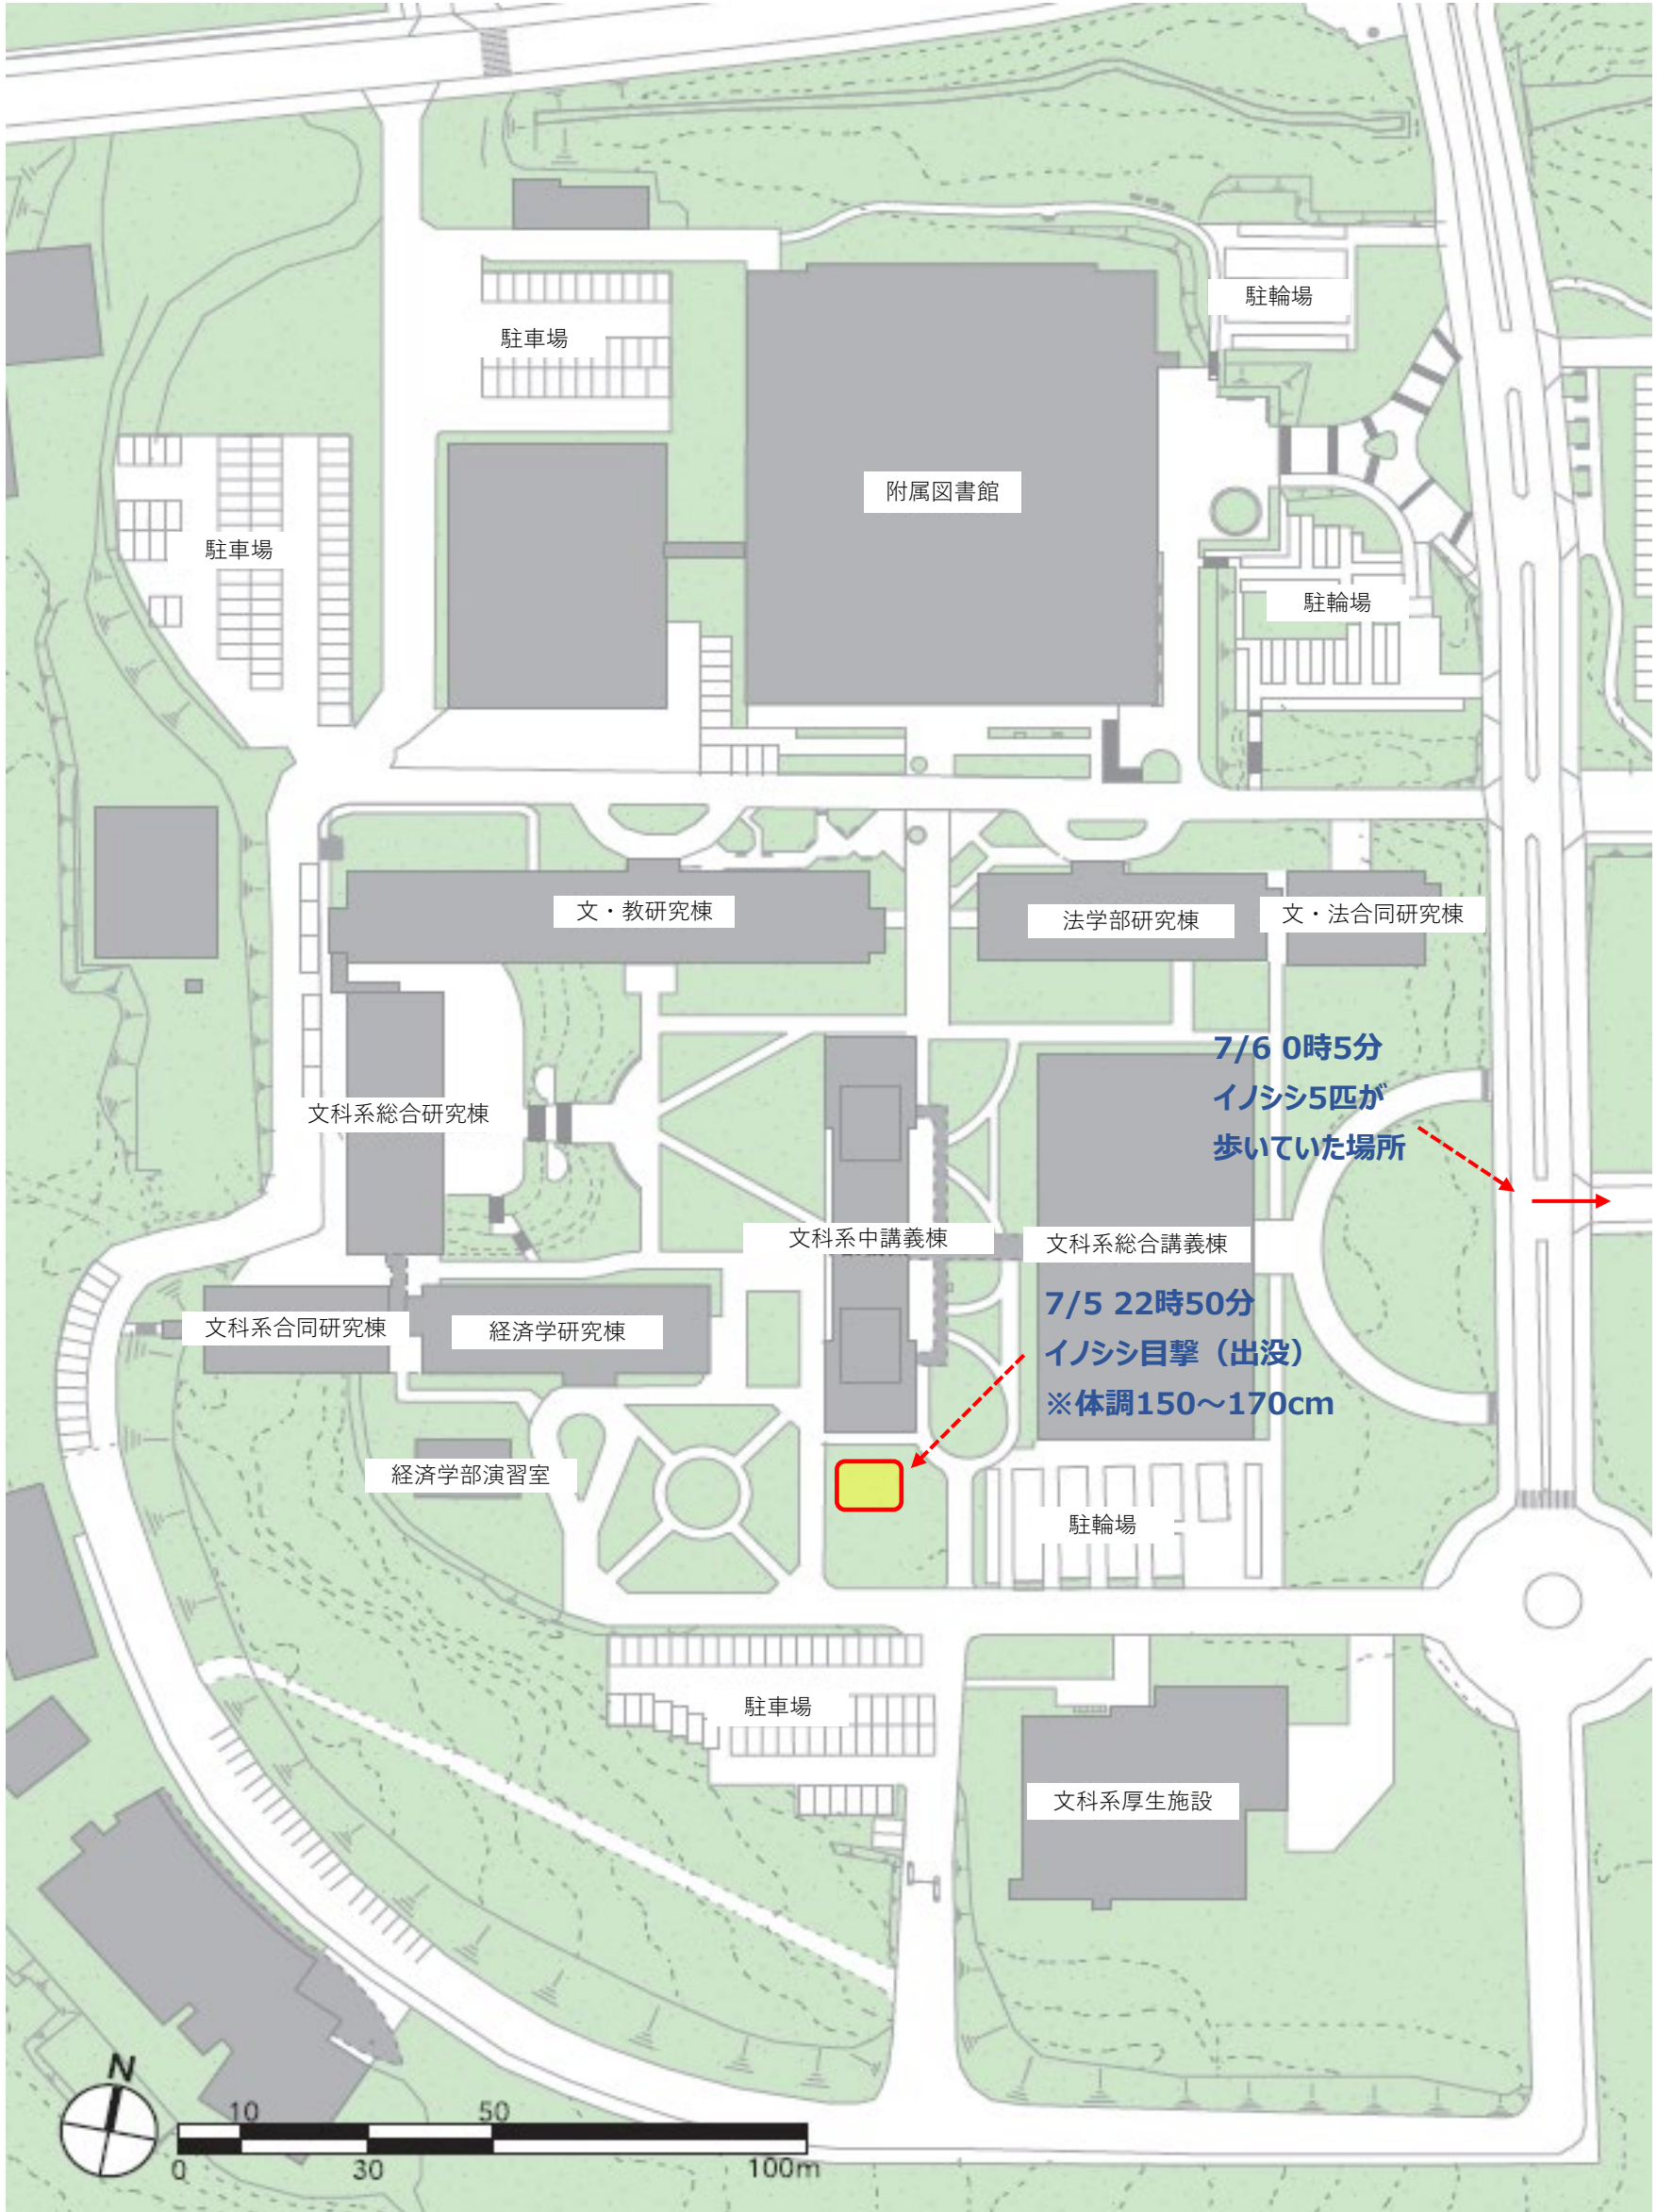 駐輪場
駐車場
附属図書館
駐車場
駐輪場
文・教研究棟
法学部研究棟
文・法合同研究棟
7/6 0時5分
イノシシ5匹が
歩いていた場所
文科系総合研究棟
文科系中講義棟
文科系総合講義棟
7/5 22時50分
イノシシ目撃（出没）
※体調150～170cm
文科系合同研究棟
経済学研究棟
経済学部演習室
駐輪場
駐車場
文科系厚生施設
N
10
50
0
30
100m